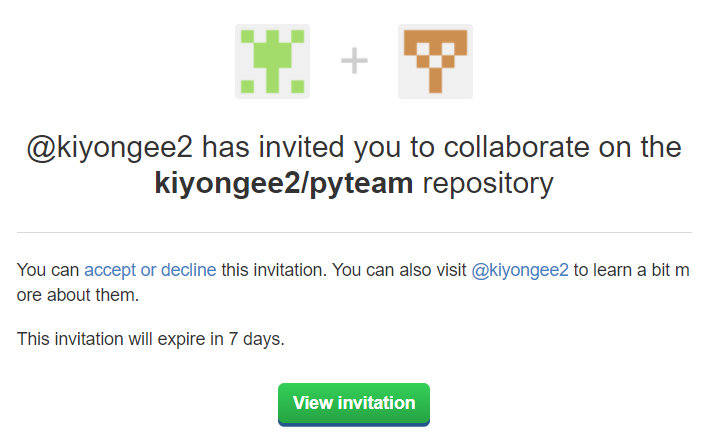 @kiyongee2 has invited you to collaborate on the
kiyongee2/pyteam repository
You can accept or decline this invitation. You can also visit @kiyongee2 to learn a bit m
ore about them.
This invitation will expire in 7 days.
View invitation